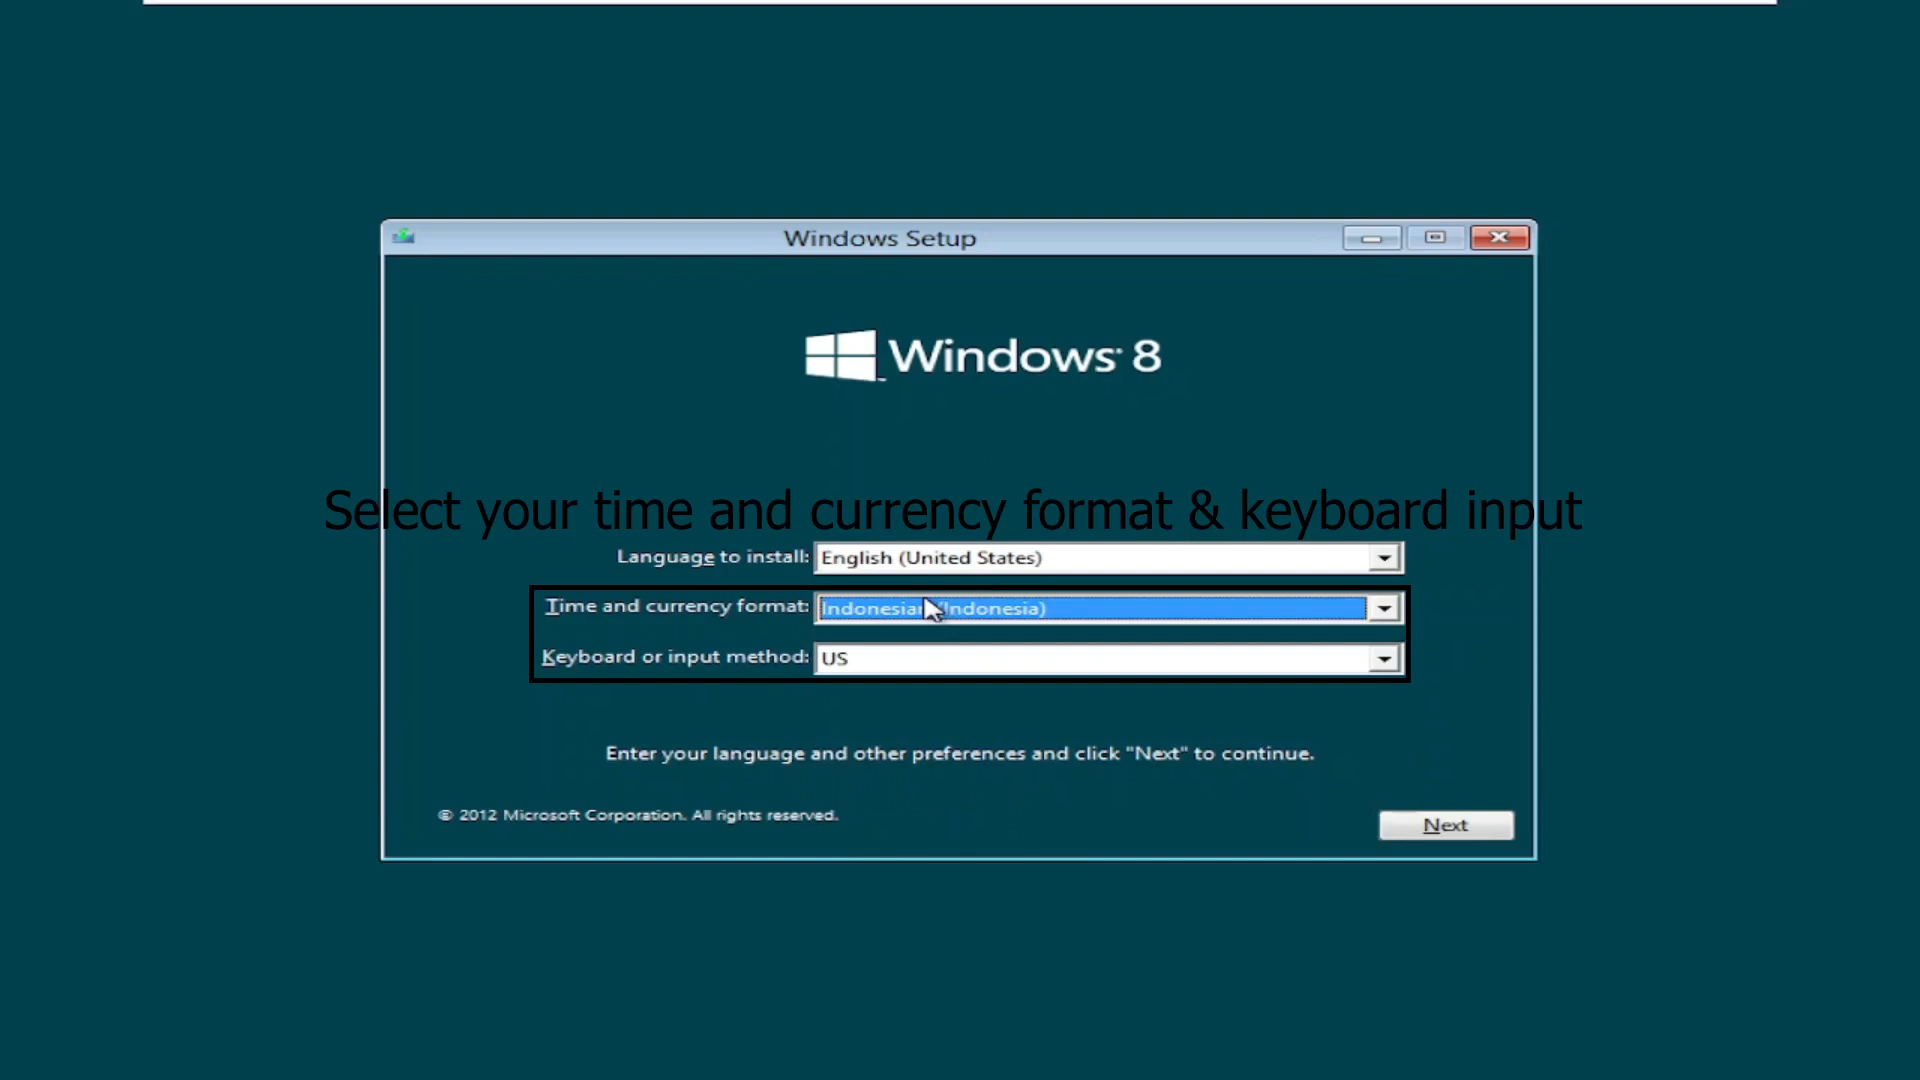 Windows Setup
Windows 8
Select your time and currency format & keyboard input
Language to install: English (United States)
Time and currency format: Indonesian (Indonesia)
Keyboard or input method: US
Enter your language and other preferences and click "Next" to continue.
© 2012 Microsoft Corporation. All rights reserved.
Next